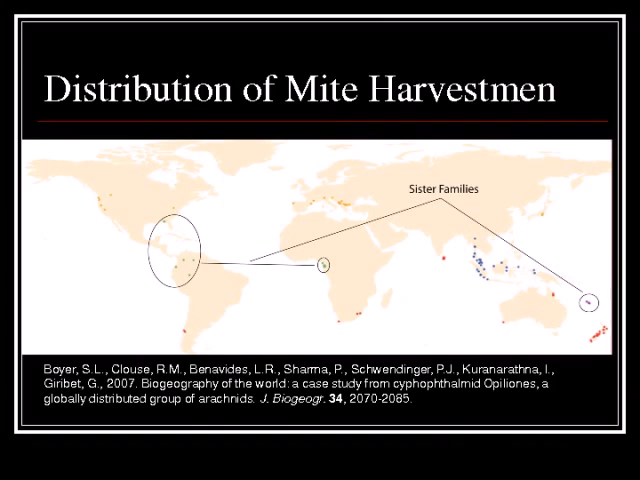 Distribution of Mite Harvestmen
Sister Families
Boyer, S.L., Clouse, R.M., Benavides, L.R., Sharma, P., Schwendinger, P.J., Kuranarathna, I.,
Giribet, G., 2007. Biogeography of the world: a case study from cyphophthalmid Opiliones, a
globally distributed group of arachnids. J. Biogeogr. 34, 2070-2085.